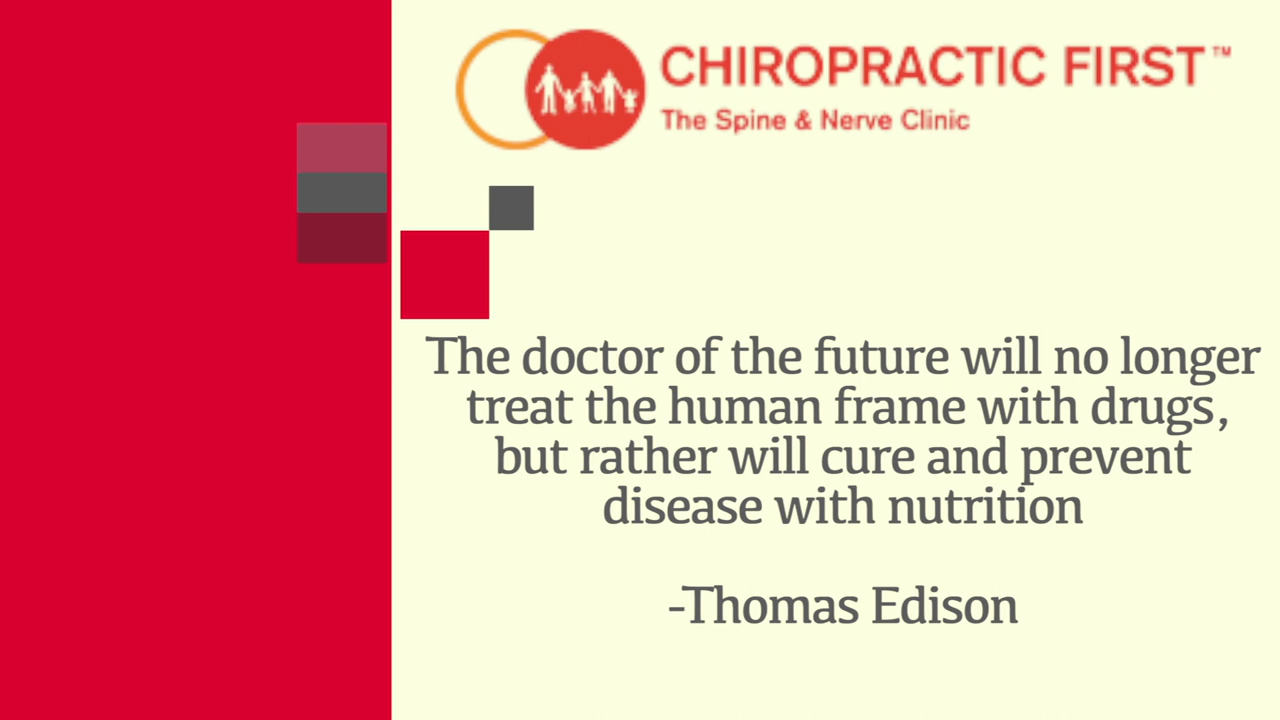 CHIROPRACTIC FIRST™
The Spine & Nerve Clinic
The doctor of the future will no longer
treat the human frame with drugs,
but rather will cure and prevent
disease with nutrition
-Thomas Edison